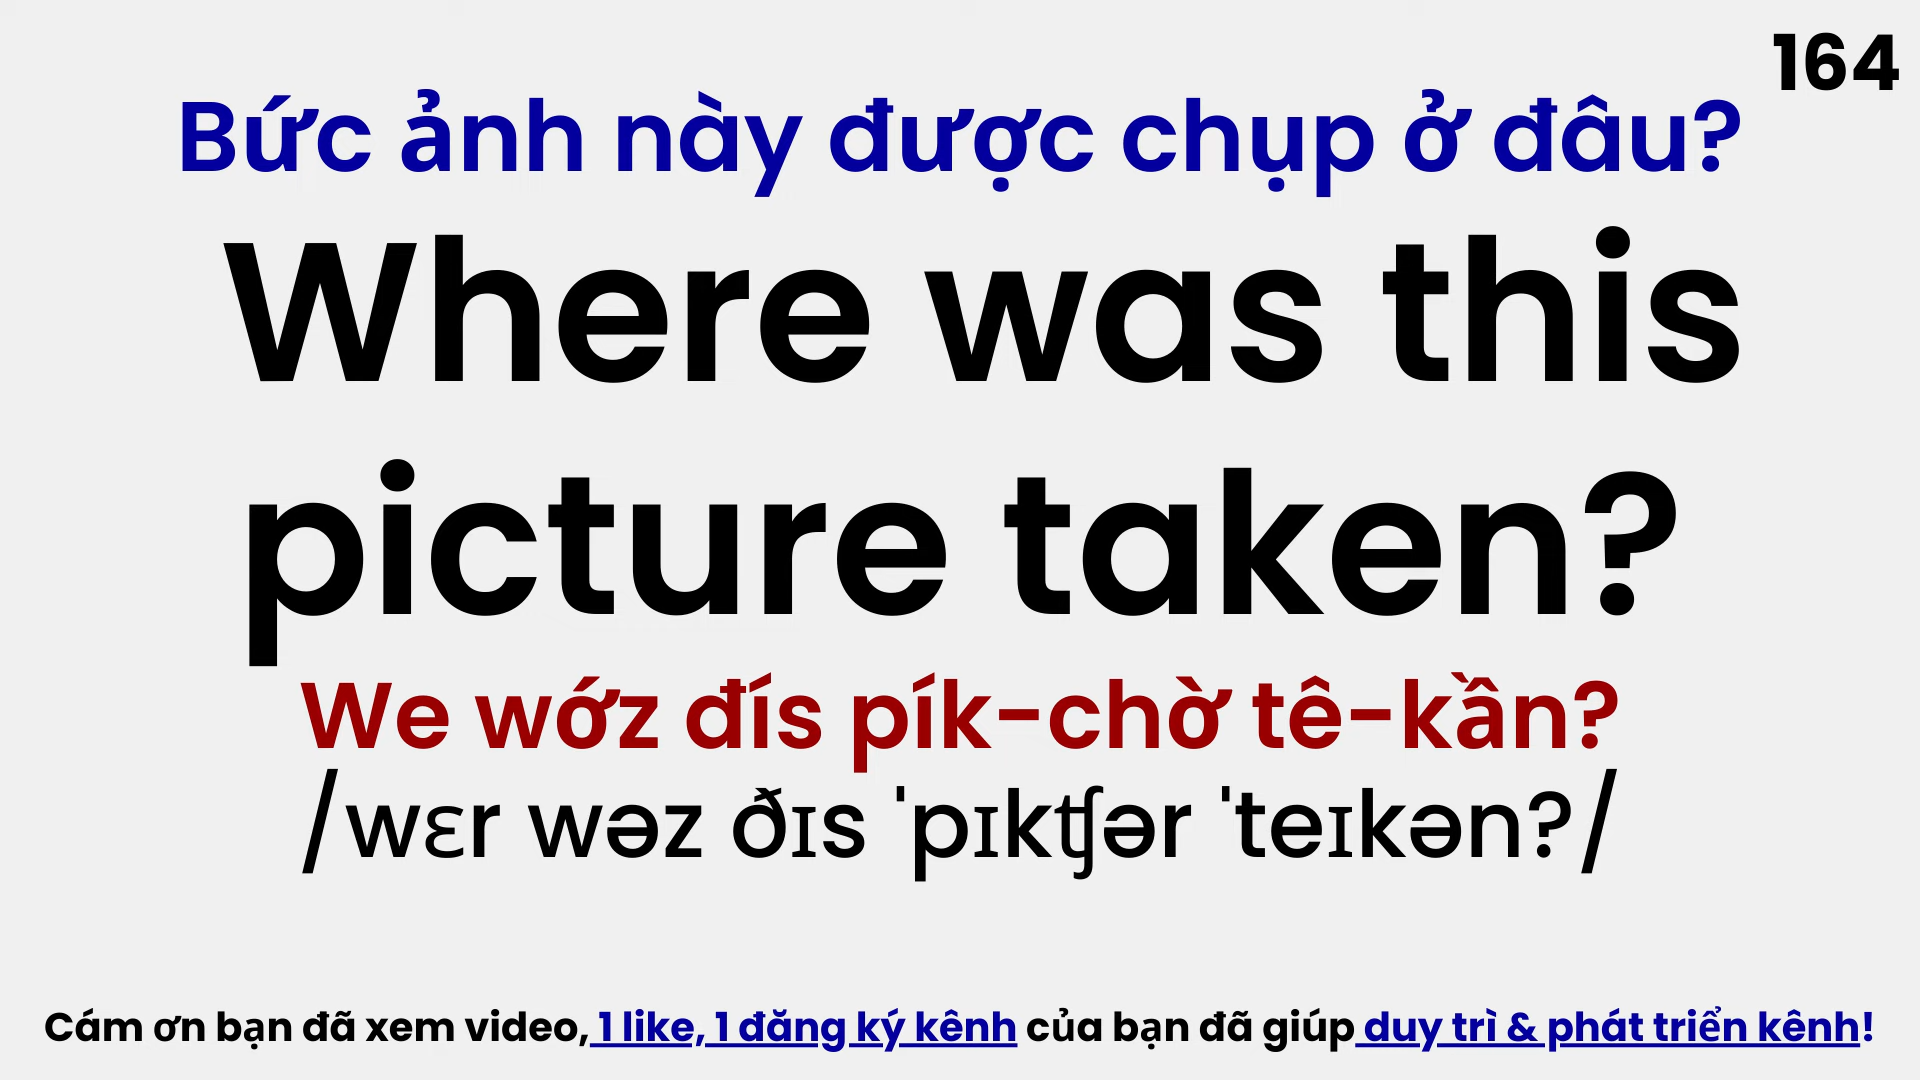 164
Bức ảnh này được chụp ở đâu?
Where was this
picture taken?
We wớz đís pík-chờ tê-kần?
/wɛr wəz ðɪs ˈpɪkʧər ˈteɪkən?/
Cám ơn bạn đã xem video, 1 like, 1 đăng ký kênh của bạn đã giúp duy trì & phát triển kênh!